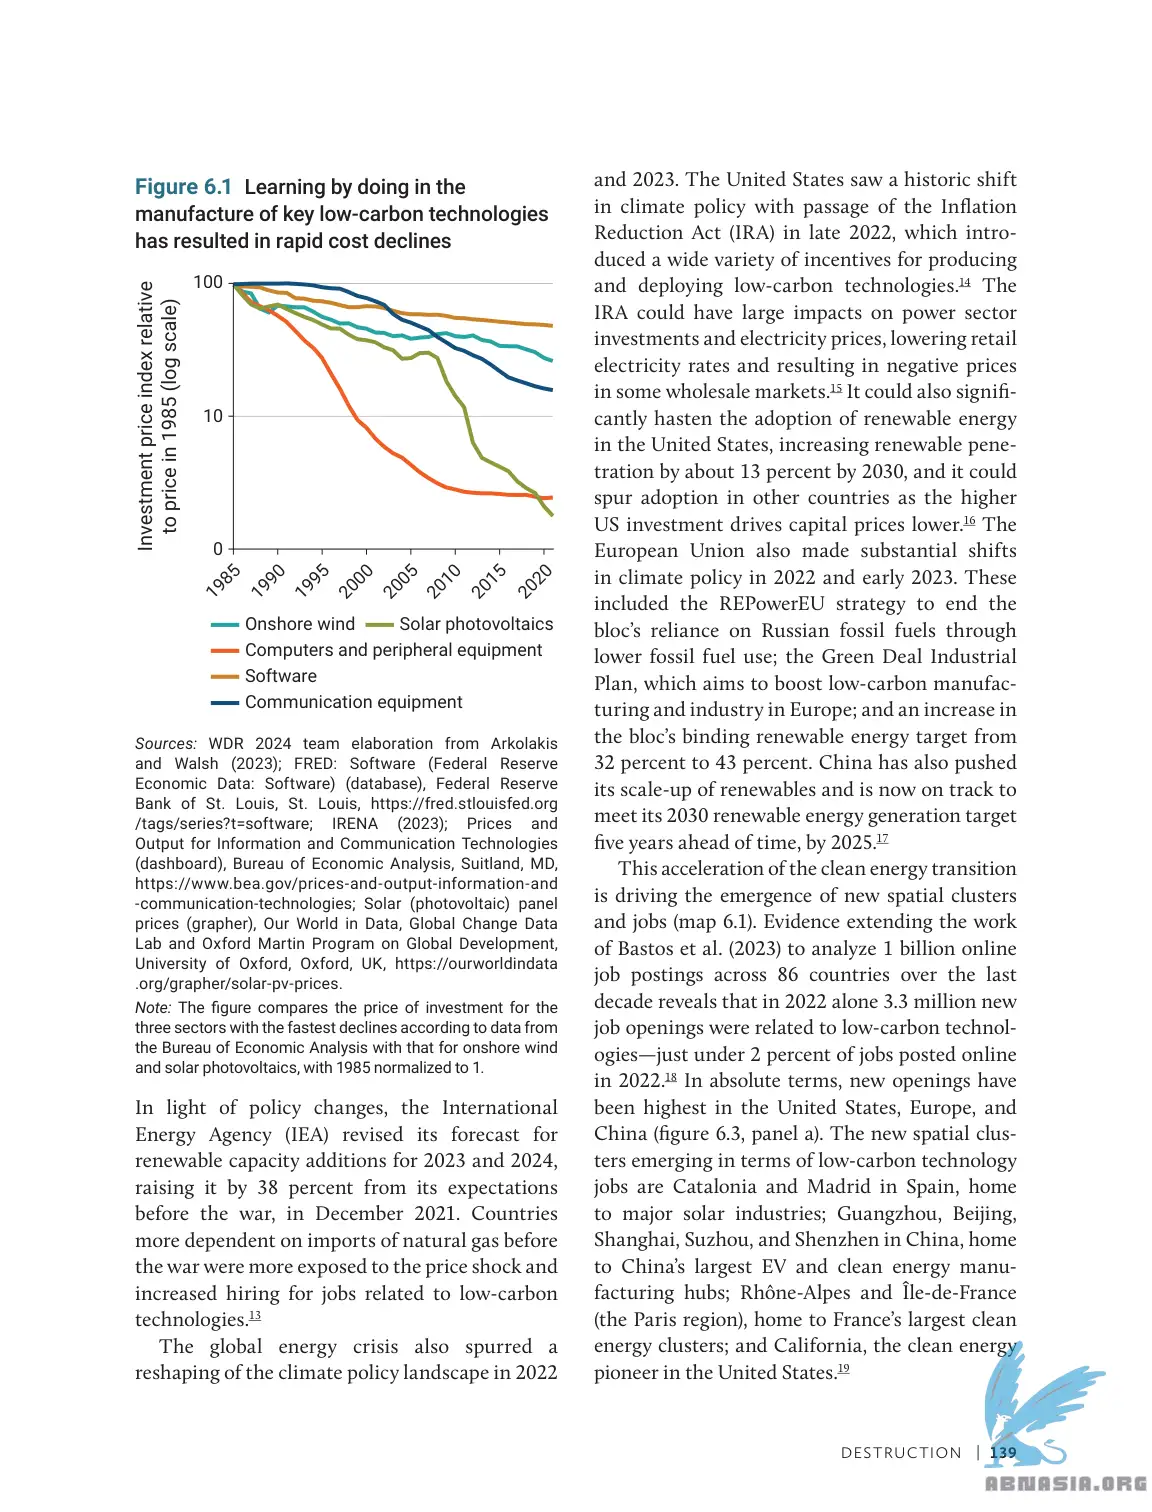 Figure 6.1 Learning by doing in the
manufacture of key low-carbon technologies
has resulted in rapid cost declines
Investment price index relative
to price in 1985 (log scale)
100
10
0
1985
1990
1995
2000
2005
2010
2015
2020
Onshore wind
Solar photovoltaics
Computers and peripheral equipment
Software
Communication equipment
Sources: WDR 2024 team elaboration from Arkolakis
and Walsh (2023); FRED: Software (Federal Reserve
Economic Data: Software) (database), Federal Reserve
Bank of St. Louis, St. Louis, https://fred.stlouisfed.org
/tags/series?t=software; IRENA (2023); Prices and
Output for Information and Communication Technologies
(dashboard), Bureau of Economic Analysis, Suitland, MD,
https://www.bea.gov/prices-and-output-information-and
-communication-technologies; Solar (photovoltaic) panel
prices (grapher), Our World in Data, Global Change Data
Lab and Oxford Martin Program on Global Development,
University of Oxford, Oxford, UK, https://ourworldindata
.org/grapher/solar-pv-prices.
Note: The figure compares the price of investment for the
three sectors with the fastest declines according to data from
the Bureau of Economic Analysis with that for onshore wind
and solar photovoltaics, with 1985 normalized to 1.
In light of policy changes, the International
Energy Agency (IEA) revised its forecast for
renewable capacity additions for 2023 and 2024,
raising it by 38 percent from its expectations
before the war, in December 2021. Countries
more dependent on imports of natural gas before
the war were more exposed to the price shock and
increased hiring for jobs related to low-carbon
technologies.13
The global energy crisis also spurred a
reshaping of the climate policy landscape in 2022
and 2023. The United States saw a historic shift
in climate policy with passage of the Inflation
Reduction Act (IRA) in late 2022, which intro-
duced a wide variety of incentives for producing
and deploying low-carbon technologies.14 The
IRA could have large impacts on power sector
investments and electricity prices, lowering retail
electricity rates and resulting in negative prices
in some wholesale markets.15 It could also signifi-
cantly hasten the adoption of renewable energy
in the United States, increasing renewable pene-
tration by about 13 percent by 2030, and it could
spur adoption in other countries as the higher
US investment drives capital prices lower.16 The
European Union also made substantial shifts
in climate policy in 2022 and early 2023. These
included the REPowerEU strategy to end the
bloc's reliance on Russian fossil fuels through
lower fossil fuel use; the Green Deal Industrial
Plan, which aims to boost low-carbon manufac-
turing and industry in Europe; and an increase in
the bloc's binding renewable energy target from
32 percent to 43 percent. China has also pushed
its scale-up of renewables and is now on track to
meet its 2030 renewable energy generation target
five years ahead of time, by 2025.17
This acceleration of the clean energy transition
is driving the emergence of new spatial clusters
and jobs (map 6.1). Evidence extending the work
of Bastos et al. (2023) to analyze 1 billion online
job postings across 86 countries over the last
decade reveals that in 2022 alone 3.3 million new
job openings were related to low-carbon technol-
ogies—just under 2 percent of jobs posted online
in 2022.18 In absolute terms, new openings have
been highest in the United States, Europe, and
China (figure 6.3, panel a). The new spatial clus-
ters emerging in terms of low-carbon technology
jobs are Catalonia and Madrid in Spain, home
to major solar industries; Guangzhou, Beijing,
Shanghai, Suzhou, and Shenzhen in China, home
to China's largest EV and clean energy manu-
facturing hubs; Rhône-Alpes and Île-de-France
(the Paris region), home to France's largest clean
energy clusters; and California, the clean energy
pioneer in the United States.19
DESTRUCTION | 139
ABNASIA.ORG